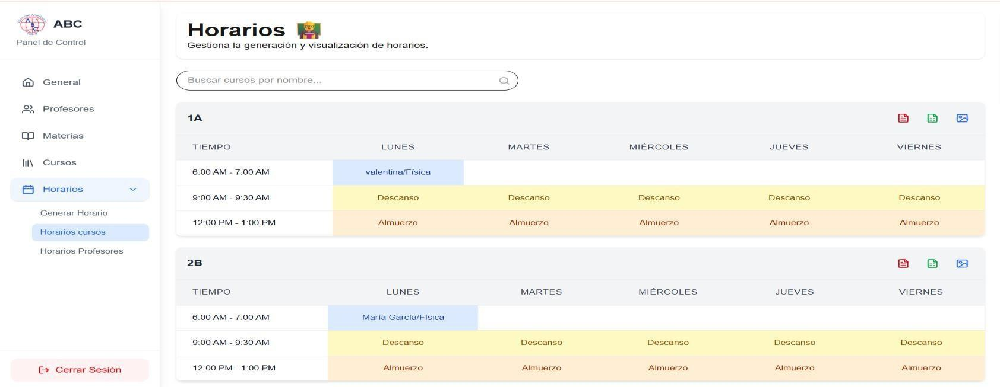 ABC
Panel de Control
General
Profesores
Materias
Cursos
Horarios
Generar Horario
Horarios cursos
Horarios Profesores
Cerrar Sesión
Horarios
Gestiona la generación y visualización de horarios.
Buscar cursos por nombre...
1A
TIEMPO LUNES MARTES MIÉRCOLES JUEVES VIERNES
6:00 AM - 7:00 AM valentina/Física
9:00 AM - 9:30 AM Descanso Descanso Descanso Descanso Descanso
12:00 PM - 1:00 PM Almuerzo Almuerzo Almuerzo Almuerzo Almuerzo
2B
TIEMPO LUNES MARTES MIÉRCOLES JUEVES VIERNES
6:00 AM - 7:00 AM María García/Física
9:00 AM - 9:30 AM Descanso Descanso Descanso Descanso Descanso
12:00 PM - 1:00 PM Almuerzo Almuerzo Almuerzo Almuerzo Almuerzo